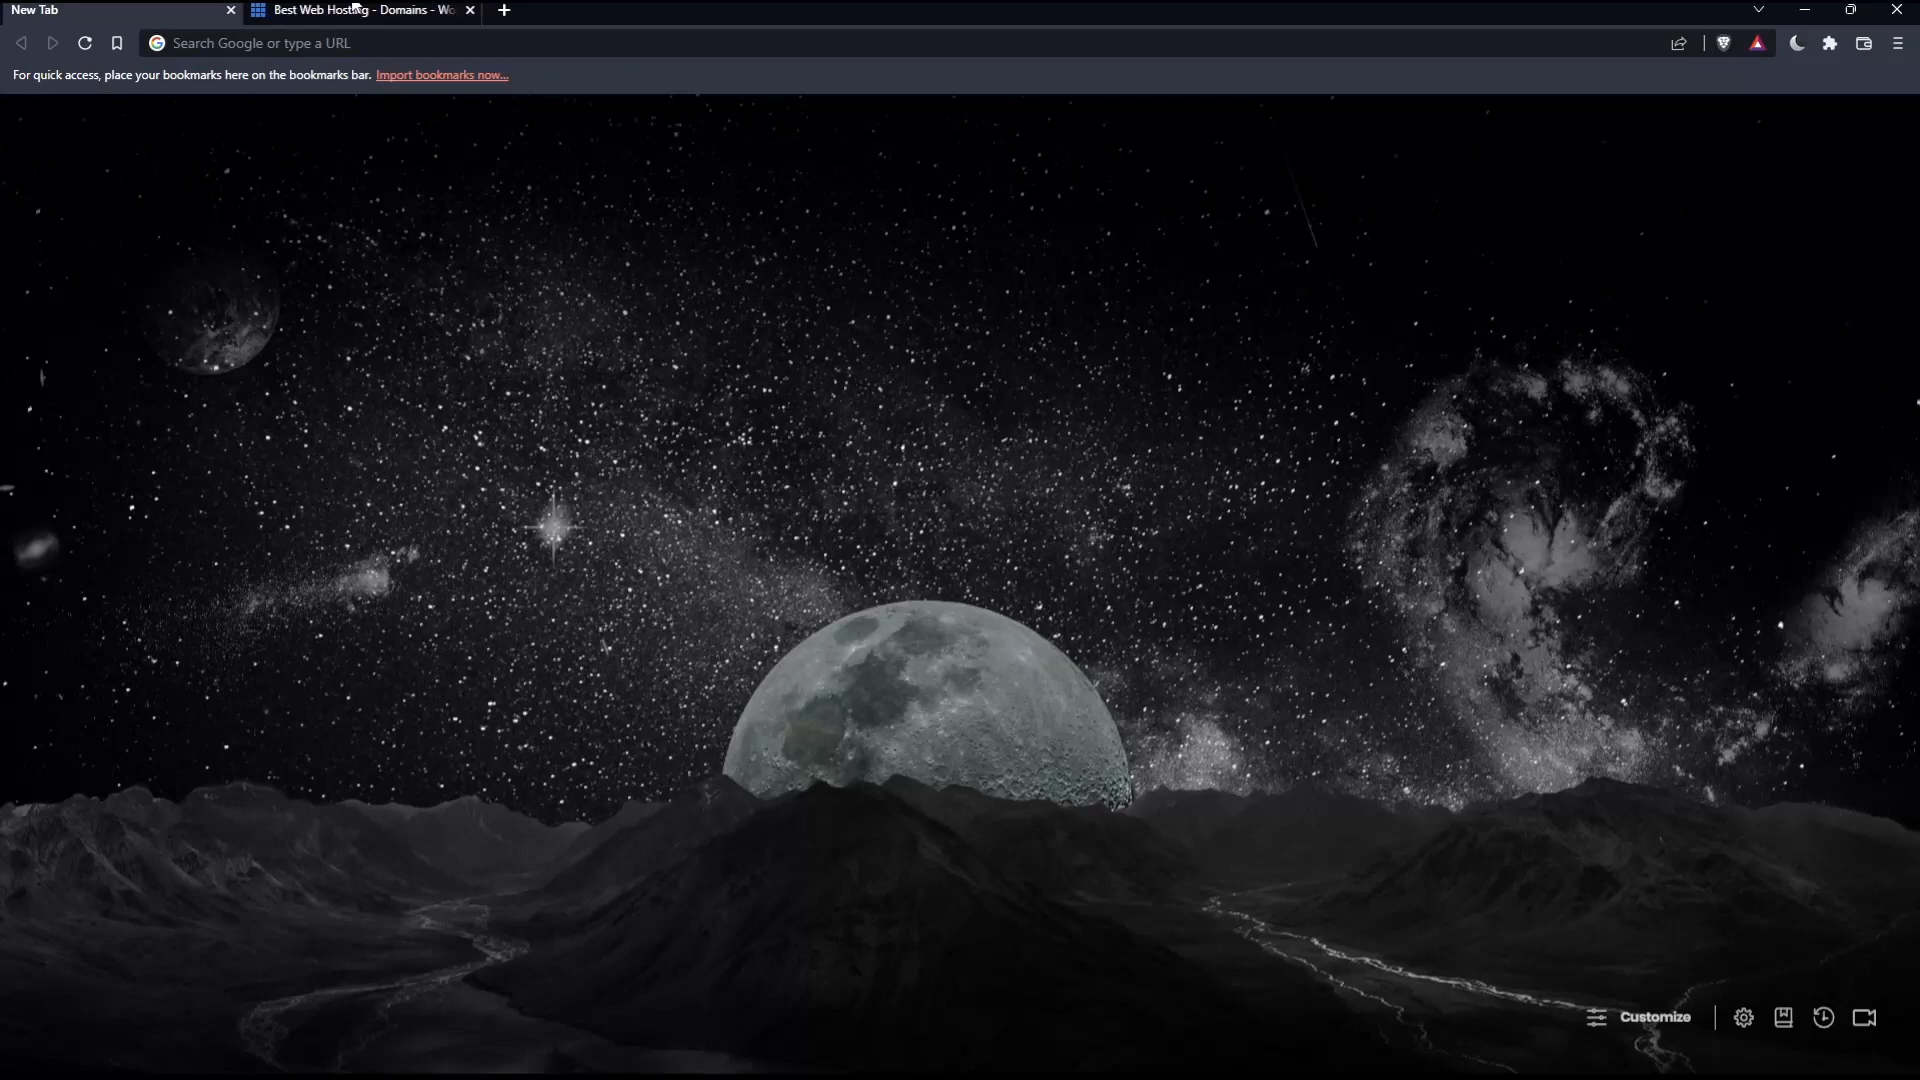 New Tab
Best Web Hosting - Domains - Wo
Search Google or type a URL
For quick access, place your bookmarks here on the bookmarks bar. Import bookmarks now...
Customize